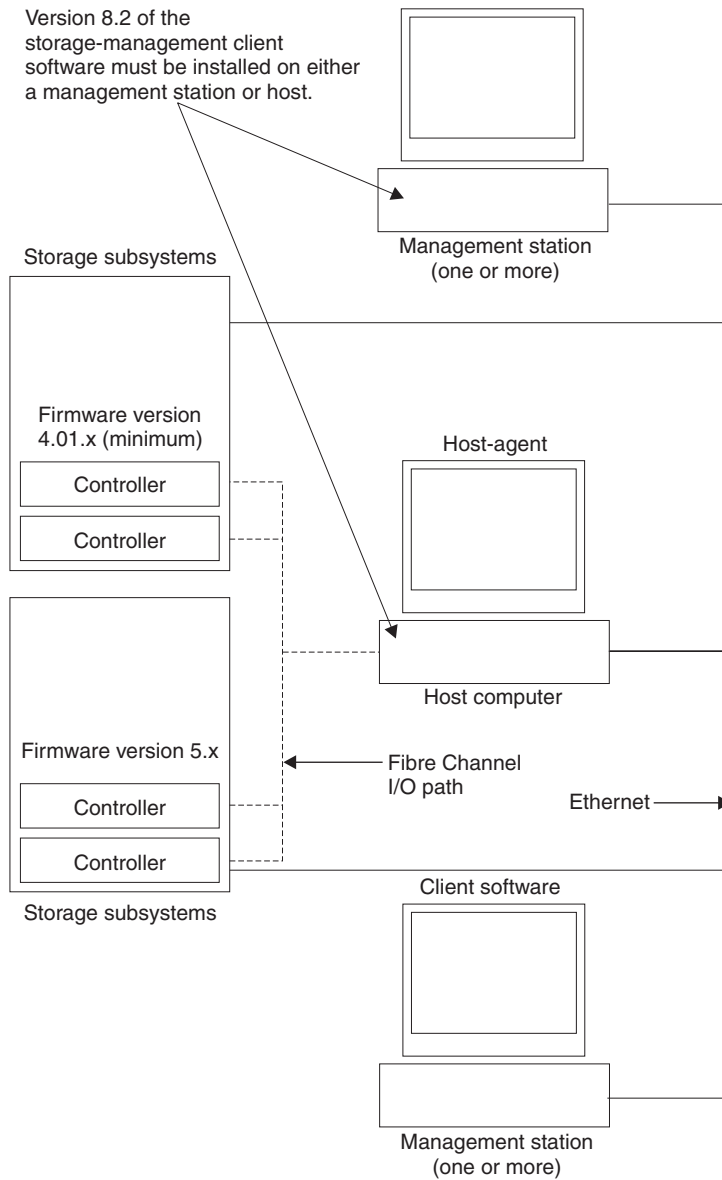 Version 8.2 of the
storage-management client
software must be installed on either
a management station or host.
Management station
(one or more)
Storage subsystems
Firmware version
4.01.x (minimum)
Controller
Controller
Host-agent
Host computer
Firmware version 5.x
Controller
Controller
Fibre Channel
I/O path
Ethernet
Storage subsystems
Client software
Management station
(one or more)